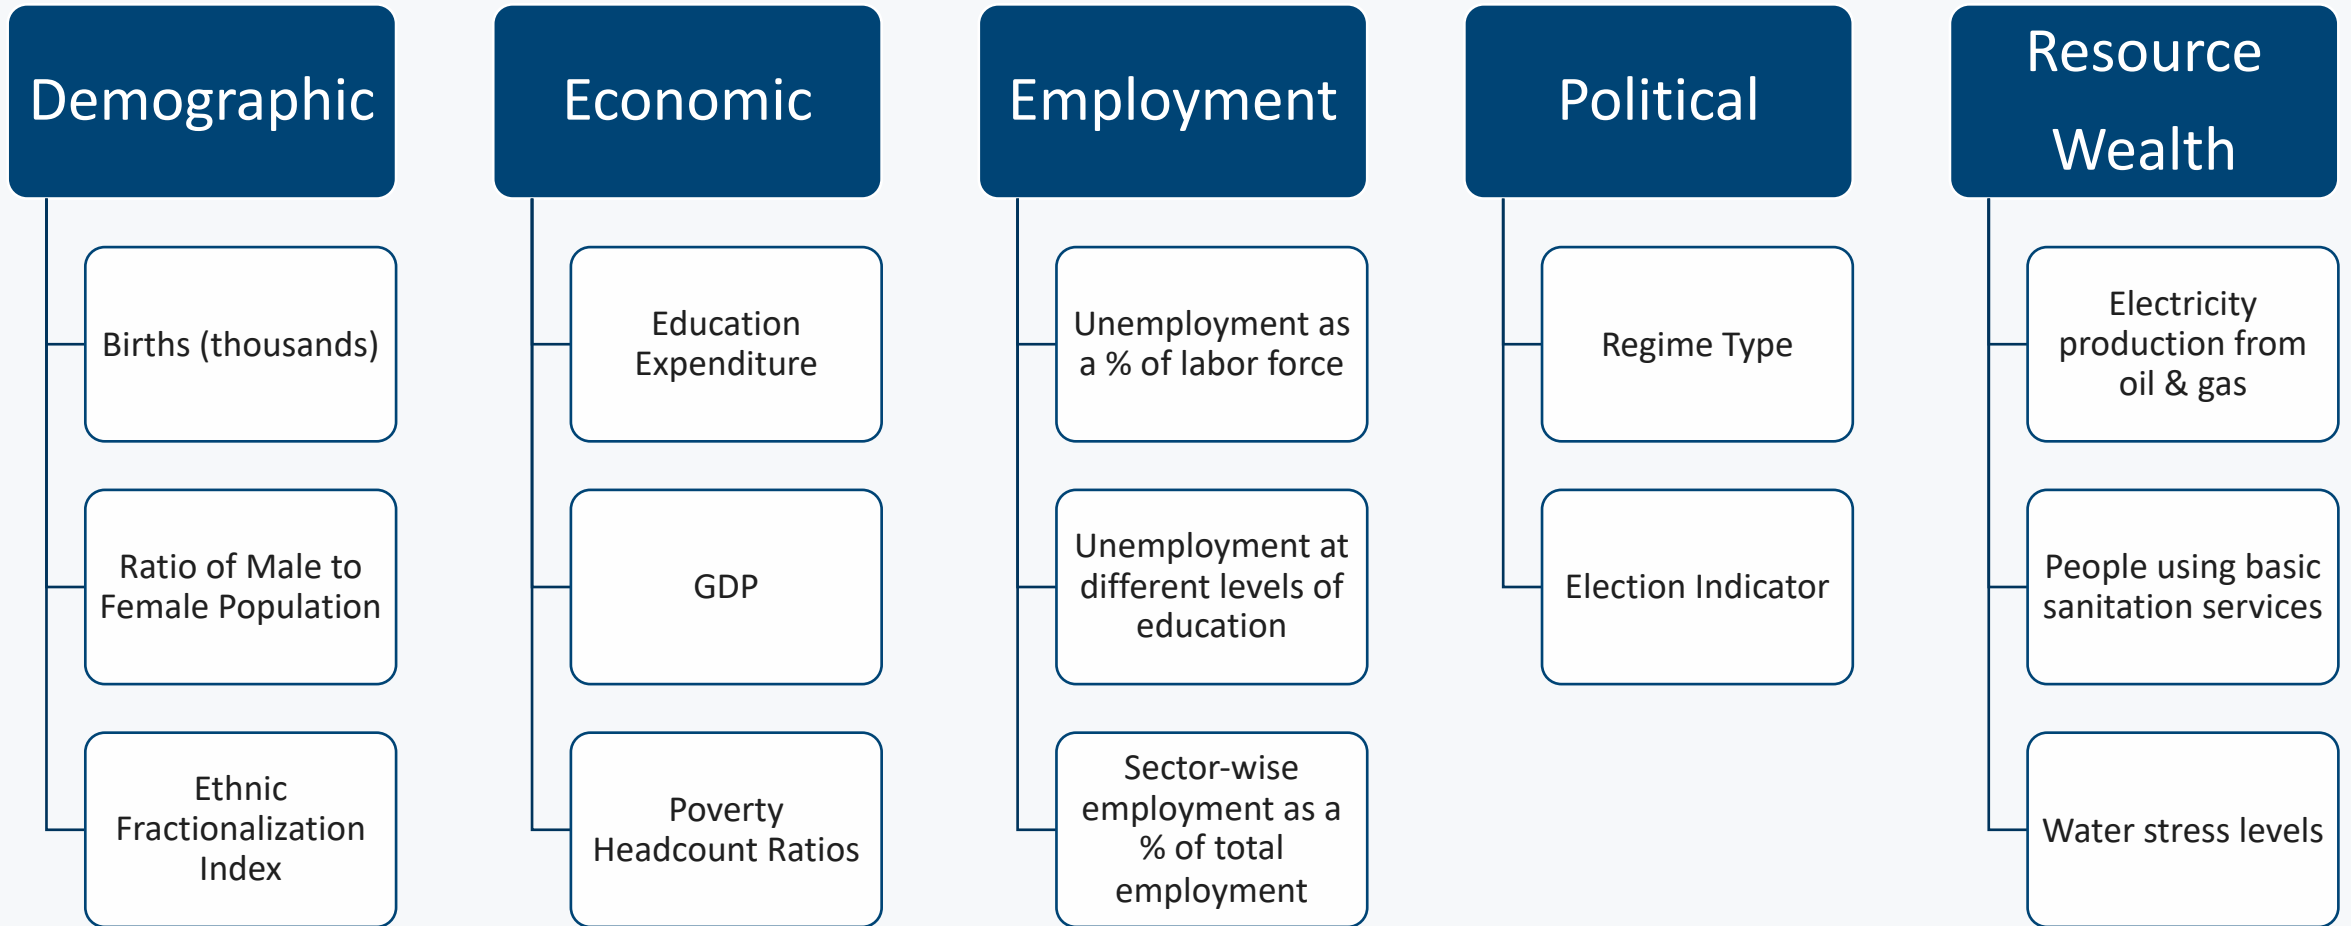 Demographic
Births (thousands)
Ratio of Male to
Female Population
Ethnic
Fractionalization
Index
Economic
Education
Expenditure
GDP
Poverty
Headcount Ratios
Employment
Unemployment as
a % of labor force
Unemployment at
different levels of
education
Sector-wise
employment as a
% of total
employment
Political
Regime Type
Election Indicator
Resource
Wealth
Electricity
production from
oil & gas
People using basic
sanitation services
Water stress levels